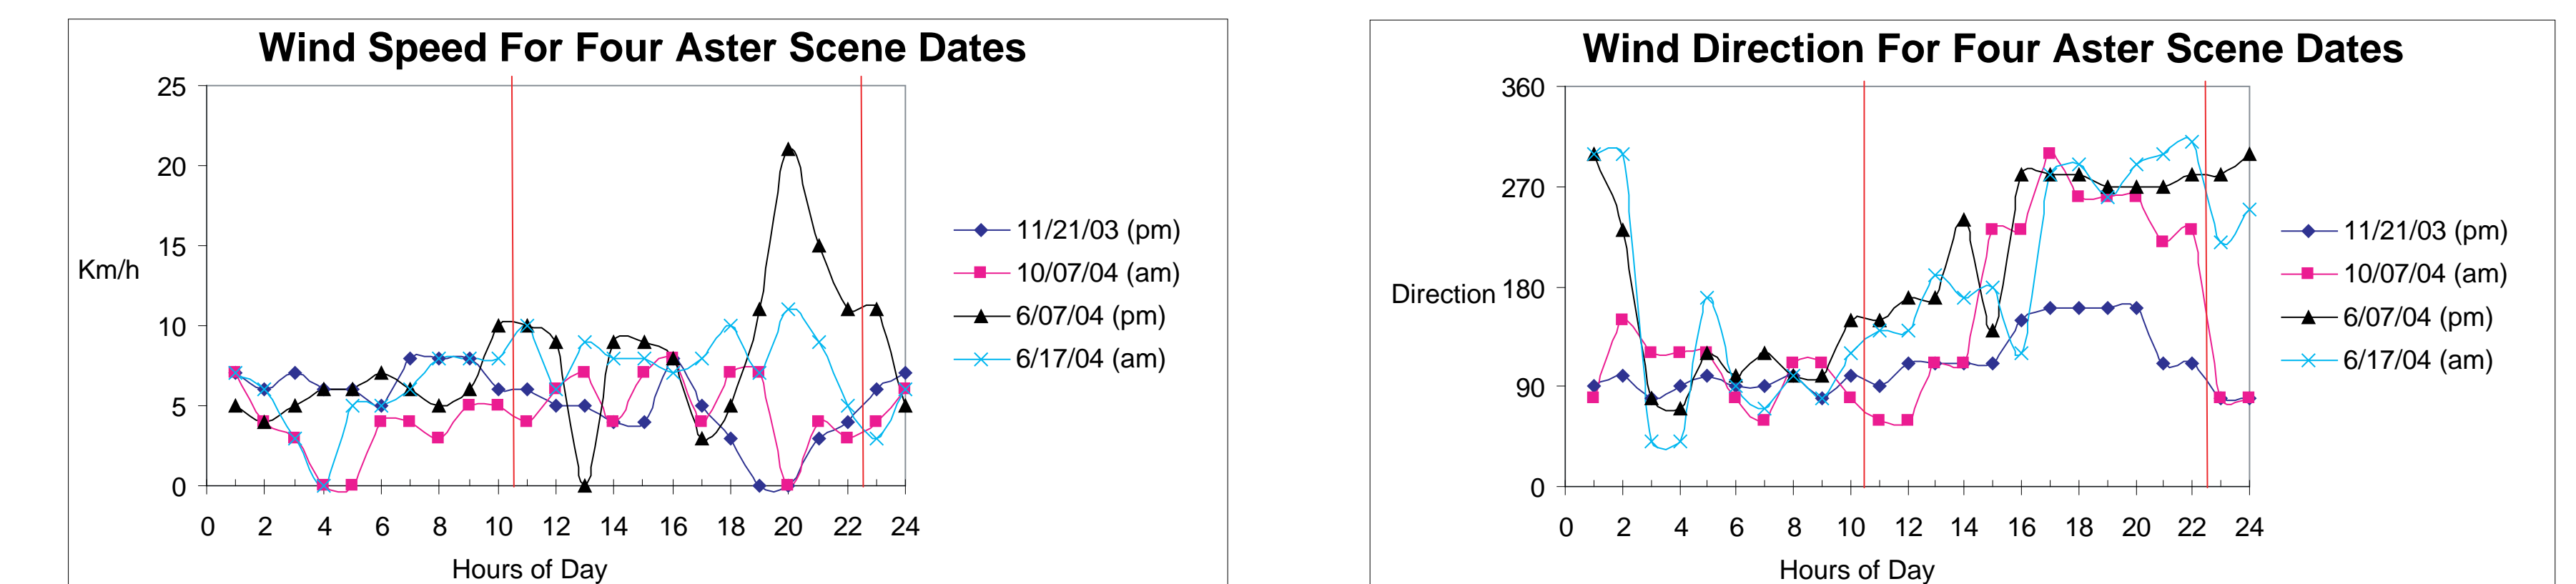 Wind Speed For Four Aster Scene Dates
25
20
15
10
5
0
Km/h
0 2 4 6 8 10 12 14 16 18 20 22 24
Hours of Day
11/21/03 (pm)
10/07/04 (am)
6/07/04 (pm)
6/17/04 (am)
Wind Direction For Four Aster Scene Dates
360
270
180
90
0
Direction
0 2 4 6 8 10 12 14 16 18 20 22 24
Hours of Day
11/21/03 (pm)
10/07/04 (am)
6/07/04 (pm)
6/17/04 (am)